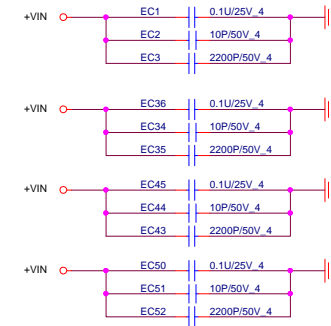 +VIN EC1 0.1U/25V_4
EC2 10P/50V_4
EC3 2200P/50V_4
+VIN EC36 0.1U/25V_4
EC34 10P/50V_4
EC35 2200P/50V_4
+VIN EC45 0.1U/25V_4
EC44 10P/50V_4
EC43 2200P/50V_4
+VIN EC50 0.1U/25V_4
EC51 10P/50V_4
EC52 2200P/50V_4